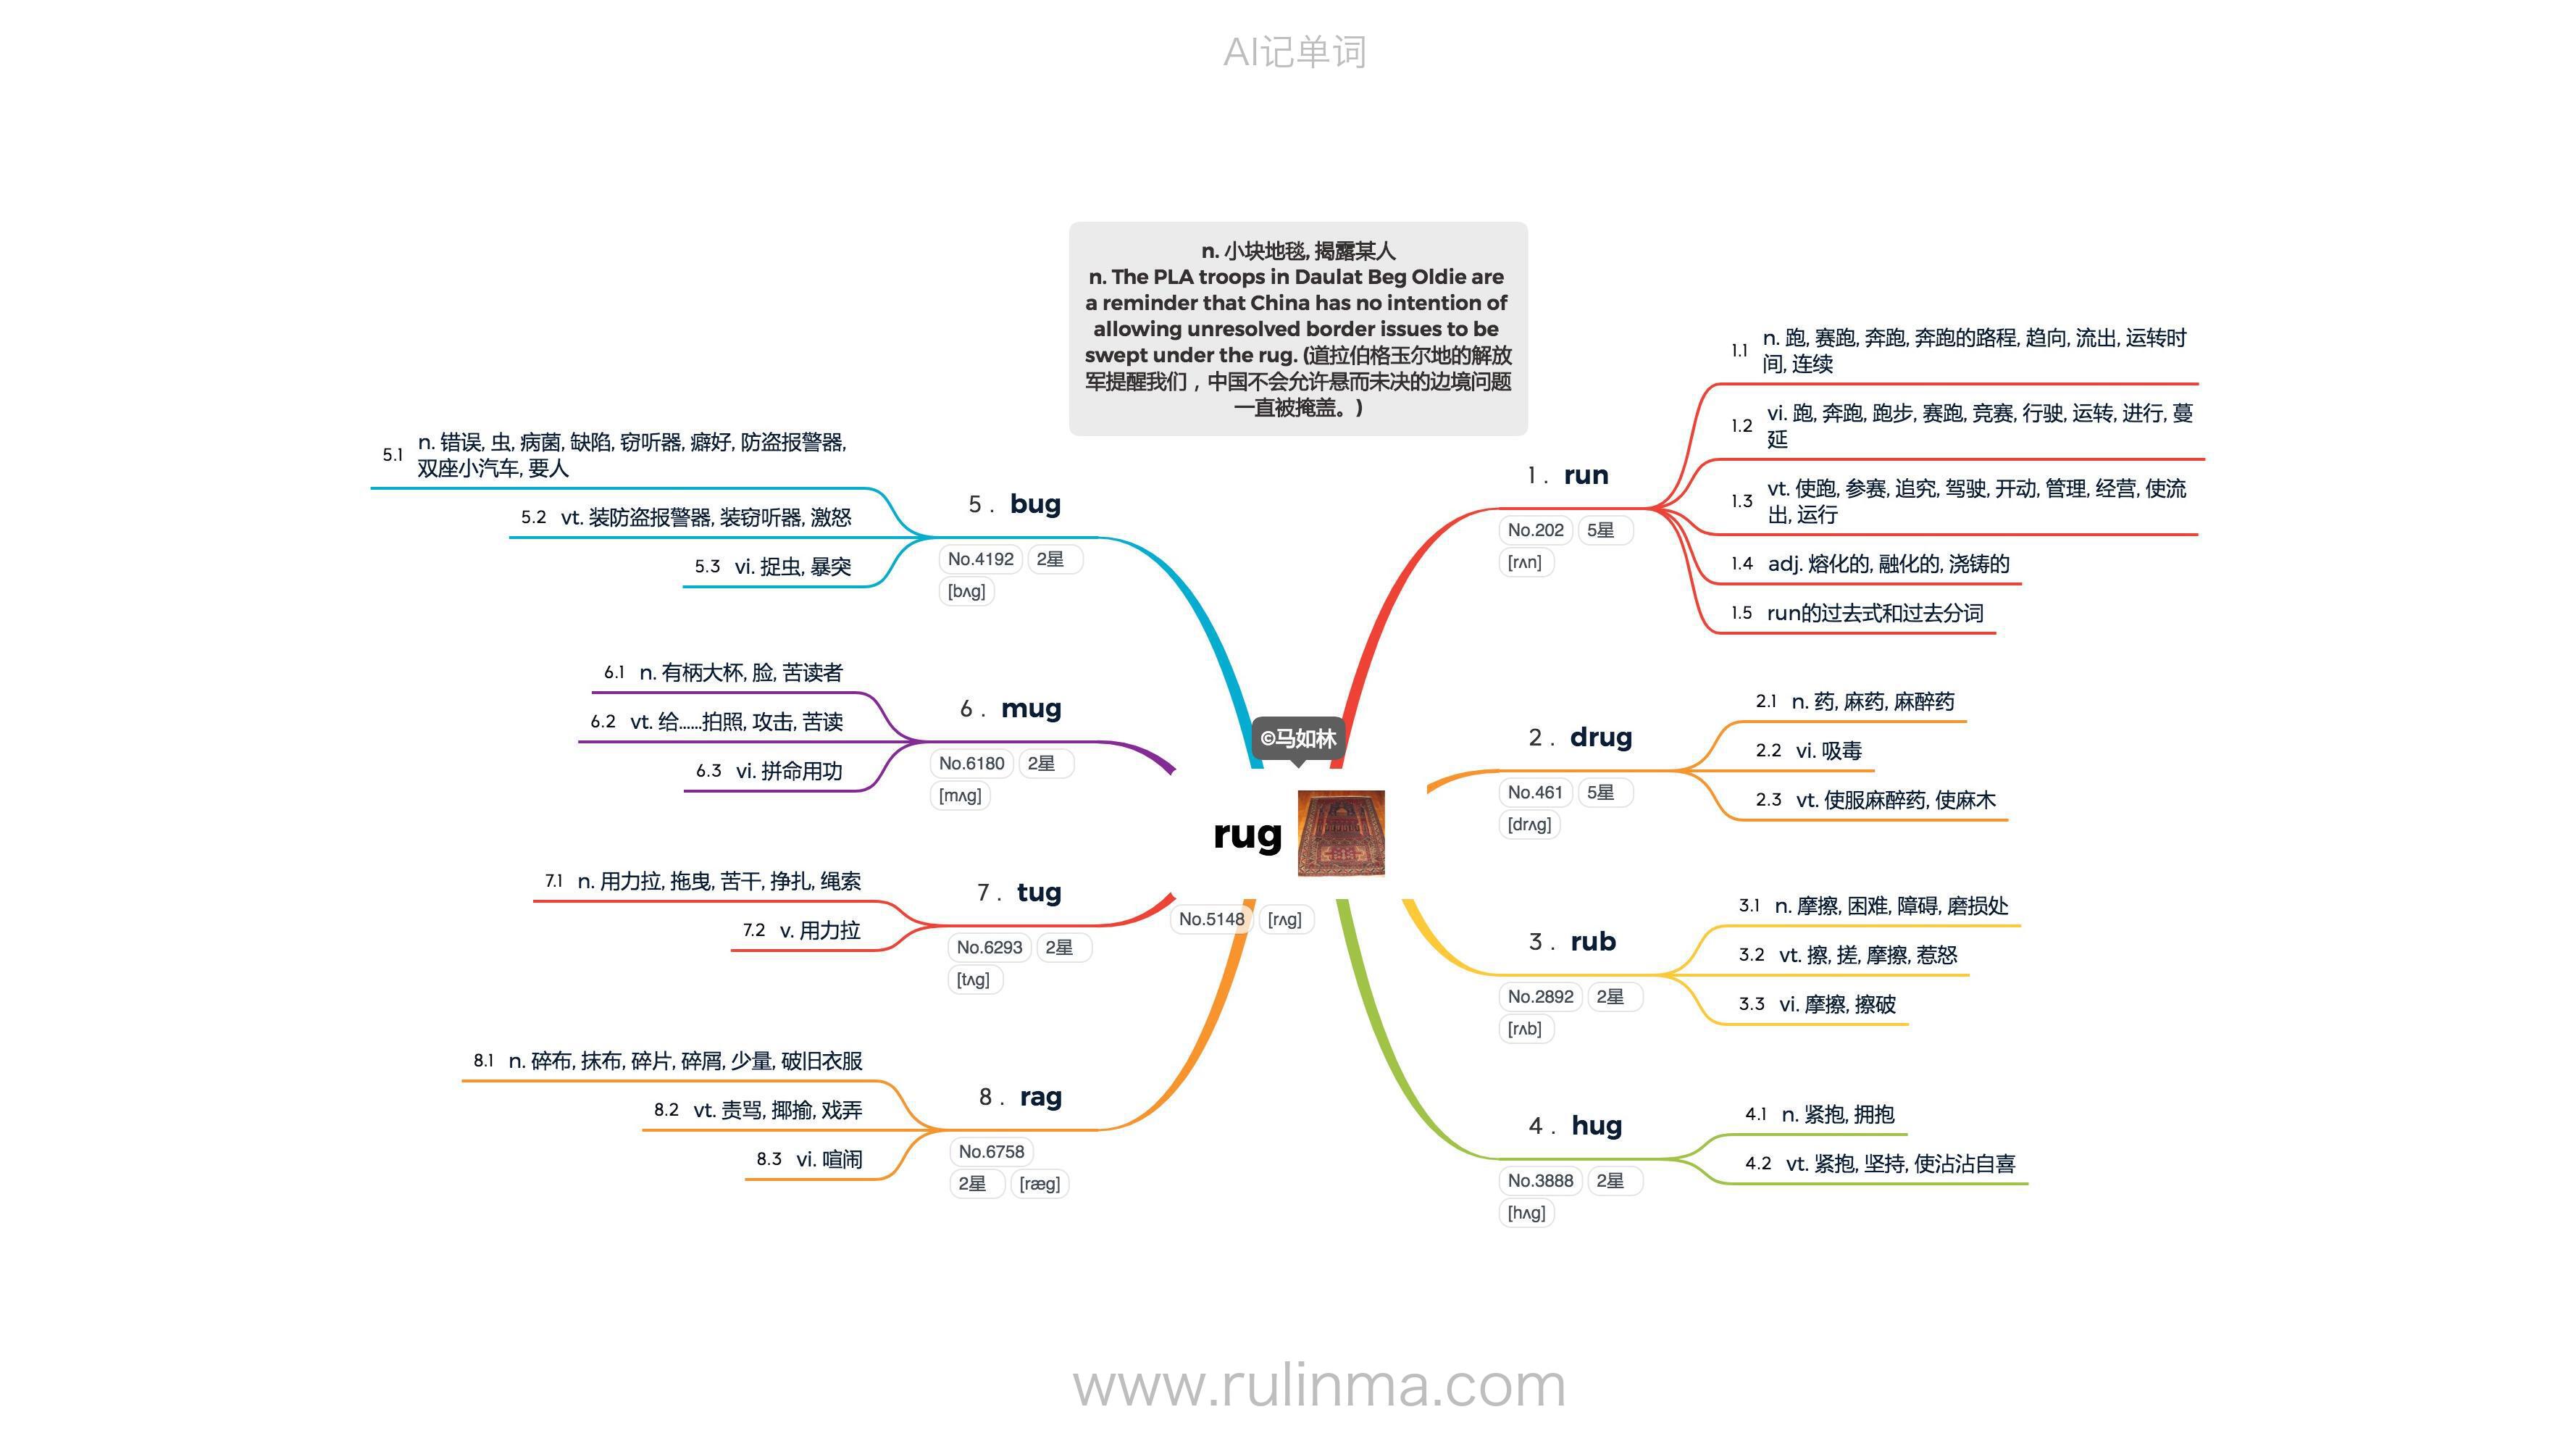 AI记单词
n. 小块地毯, 揭露某人
n. The PLA troops in Daulat Beg Oldie are
a reminder that China has no intention of
allowing unresolved border issues to be
swept under the rug. (道拉伯格玉尔地的解放
军提醒我们，中国不会允许悬而未决的边境问题
一直被掩盖。)
©马如林
rug
No.5148 [rʌg]
1. run
No.202 5星
[rʌn]
1.1 n. 跑, 赛跑, 奔跑, 奔跑的路程, 趋向, 流出, 运转时
间, 连续
1.2 vi. 跑, 奔跑, 跑步, 赛跑, 竞赛, 行驶, 运转, 进行, 蔓
延
1.3 vt. 使跑, 参赛, 追究, 驾驶, 开动, 管理, 经营, 使流
出, 运行
1.4 adj. 熔化的, 融化的, 浇铸的
1.5 run的过去式和过去分词
2. drug
No.461 5星
[drʌg]
2.1 n. 药, 麻药, 麻醉药
2.2 vi. 吸毒
2.3 vt. 使服麻醉药, 使麻木
3. rub
No.2892 2星
[rʌb]
3.1 n. 摩擦, 困难, 障碍, 磨损处
3.2 vt. 擦, 搓, 摩擦, 惹怒
3.3 vi. 摩擦, 擦破
4. hug
No.3888 2星
[hʌg]
4.1 n. 紧抱, 拥抱
4.2 vt. 紧抱, 坚持, 使沾沾自喜
5. bug
No.4192 2星
[bʌg]
5.1 n. 错误, 虫, 病菌, 缺陷, 窃听器, 癖好, 防盗报警器,
双座小汽车, 要人
5.2 vt. 装防盗报警器, 装窃听器, 激怒
5.3 vi. 捉虫, 暴突
6. mug
No.6180 2星
[mʌg]
6.1 n. 有柄大杯, 脸, 苦读者
6.2 vt. 给……拍照, 攻击, 苦读
6.3 vi. 拼命用功
7. tug
No.6293 2星
[tʌg]
7.1 n. 用力拉, 拖曳, 苦干, 挣扎, 绳索
7.2 v. 用力拉
8. rag
No.6758
2星 [ræg]
8.1 n. 碎布, 抹布, 碎片, 碎屑, 少量, 破旧衣服
8.2 vt. 责骂, 揶揄, 戏弄
8.3 vi. 喧闹
www.rulinma.com